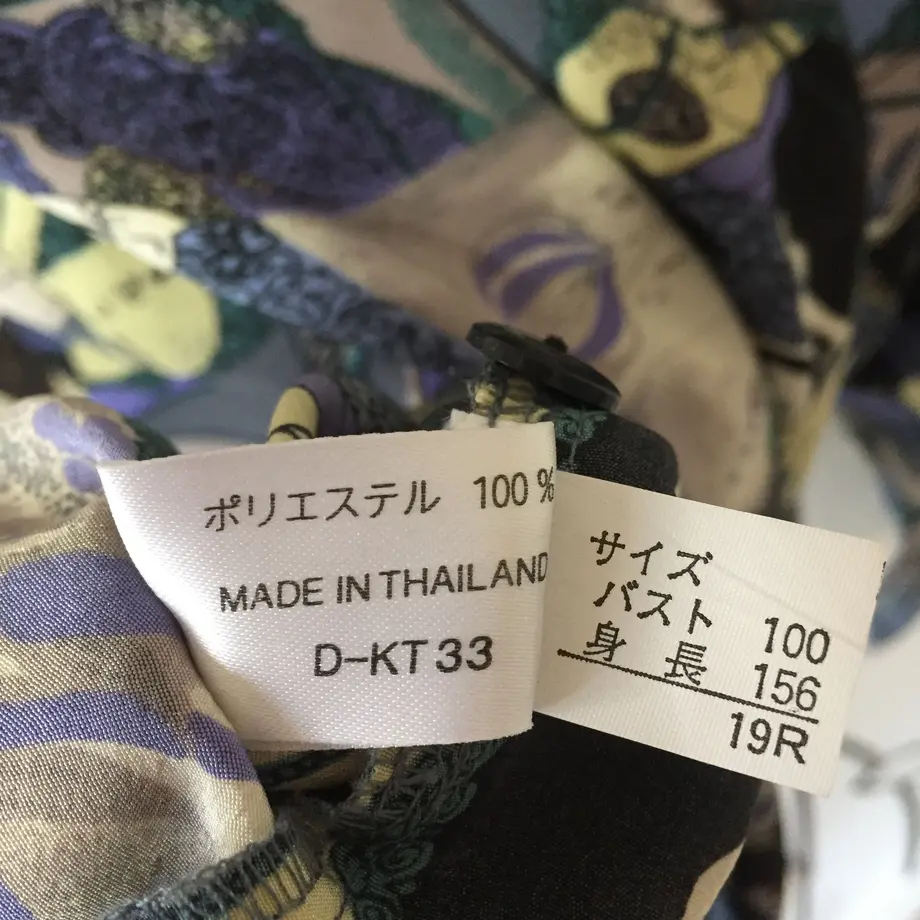 ポリエステル 100%
MADE IN THAILAND
D-KT33
サイズ
バスト 100
身長 156
19R